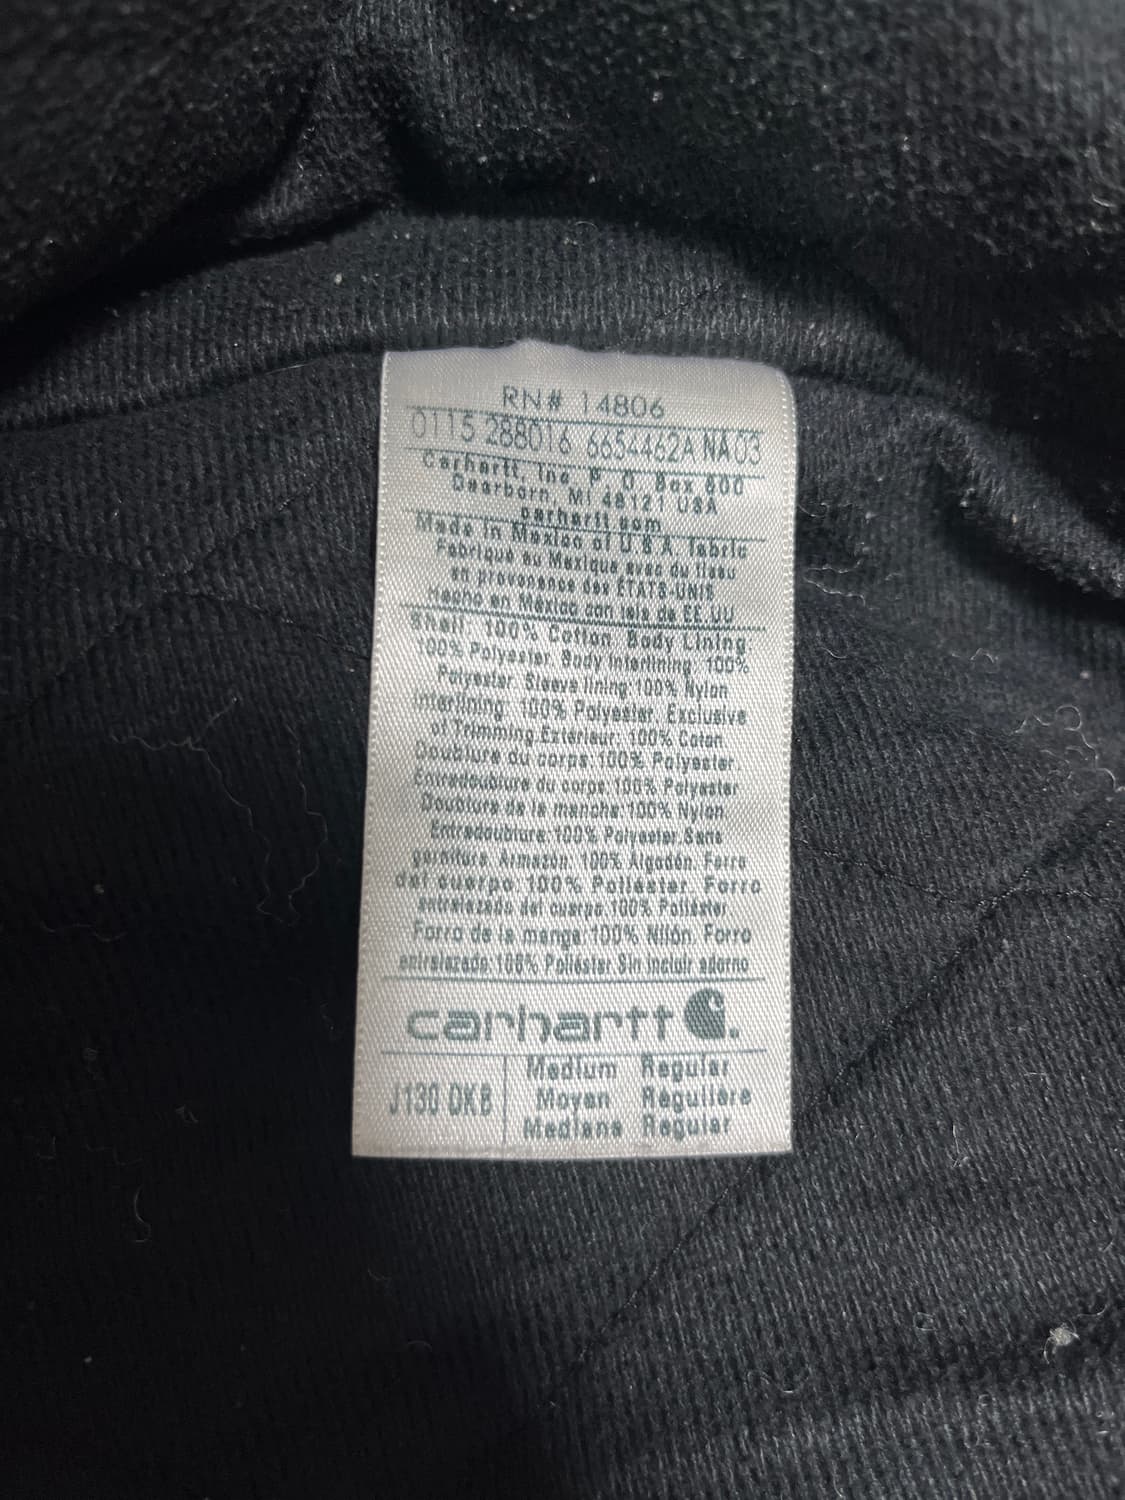 RN# 14806
0115 288016 6654462A NA 03
Carhartt, Inc. P. O. Box 600
Dearborn, MI 48121 USA
carhartt.com
Made in Mexico of U S A fabric
Fabriqué au Mexique avec du tissu
en provenance des ÉTATS-UNIS
Hecho en México con tela de EE.UU
Shell : 100% Cotton. Body Lining
100% Polyester. Body Interlining: 100%
Polyester. Sleeve lining:100% Nylon
Interlining: 100% Polyester. Exclusive
of Trimming Extérieur: 100% Coton
Doublure du corps:100% Polyester
Entredoublure du corps:100% Polyester
Doublure de la manche:100% Nylon
Entredoublure:100% Polyester.Sans
garniture. Armazón: 100% Algodón. Forro
del cuerpo:100% Poliéster. Forro
entrelazado del cuerpo:100% Poliéster
Forro de la manga:100% Nilón. Forro
entrelazado:100% Poliéster.Sin incluir adorno
carhartt.
J130 DKB
Medium Regular
Moyen Régulière
Mediana Regular